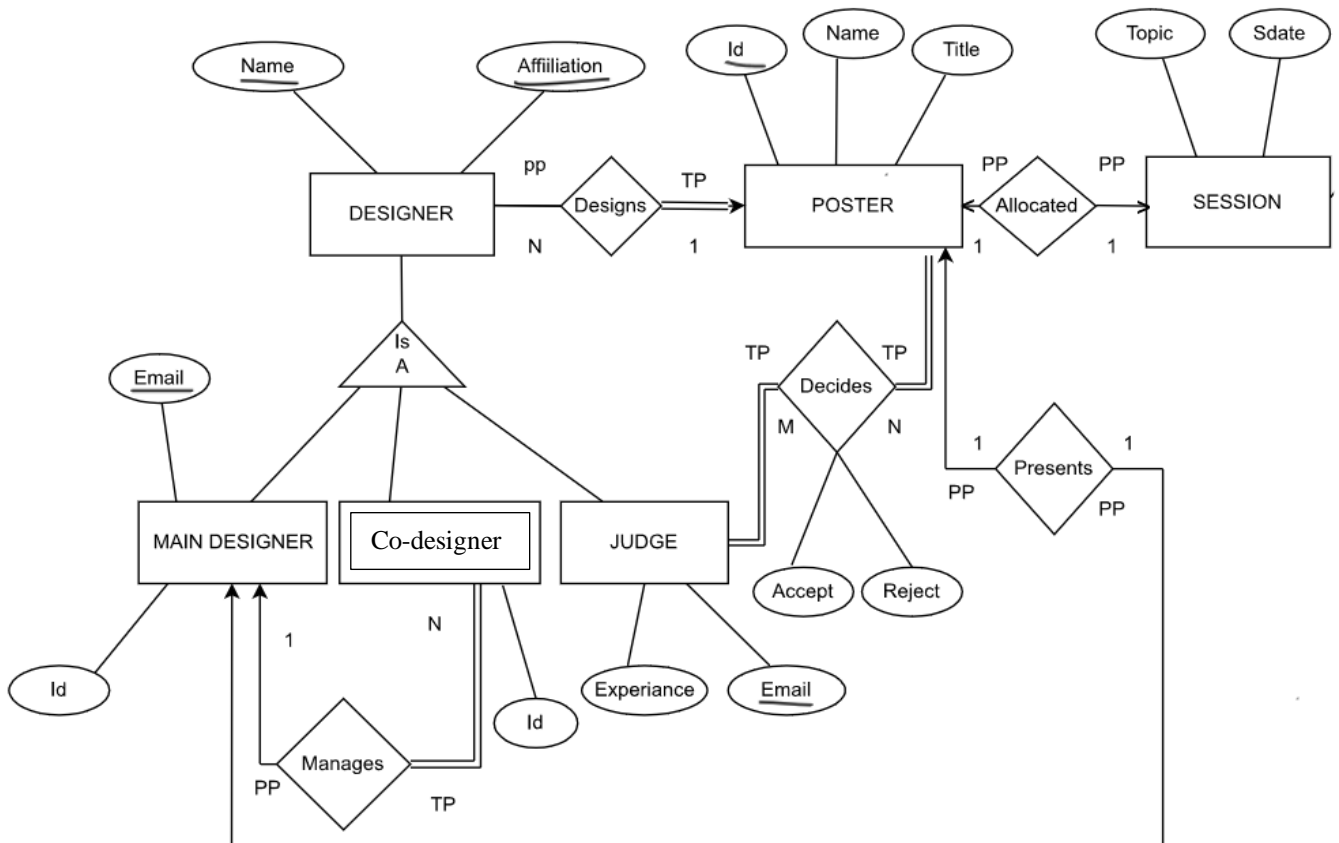 Name
Affiiliation
Id
Name
Title
Topic
Sdate
pp
TP
PP
PP
DESIGNER
Designs
POSTER
Allocated
SESSION
N
1
1
1
Is
A
Email
TP
TP
Decides
M
N
1
1
Presents
PP
PP
MAIN DESIGNER
Co-designer
JUDGE
Accept
Reject
1
N
Id
Experiance
Email
Id
Manages
PP
TP